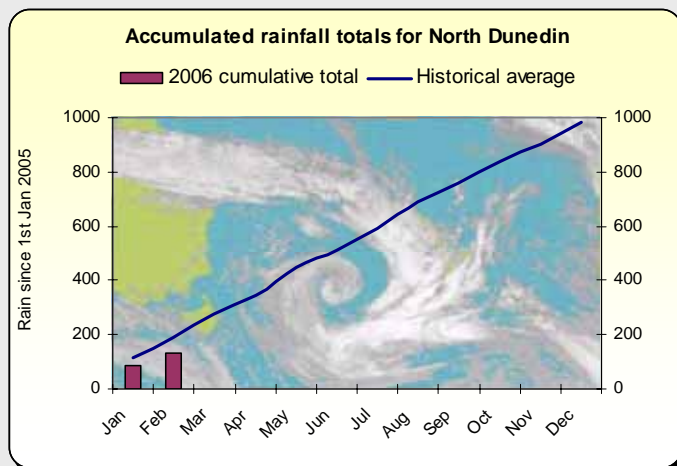 Accumulated rainfall totals for North Dunedin
2006 cumulative total Historical average
Rain since 1st Jan 2005
1000 1000
800 800
600 600
400 400
200 200
0 0
Jan Feb Mar Apr May Jun Jul Aug Sep Oct Nov Dec